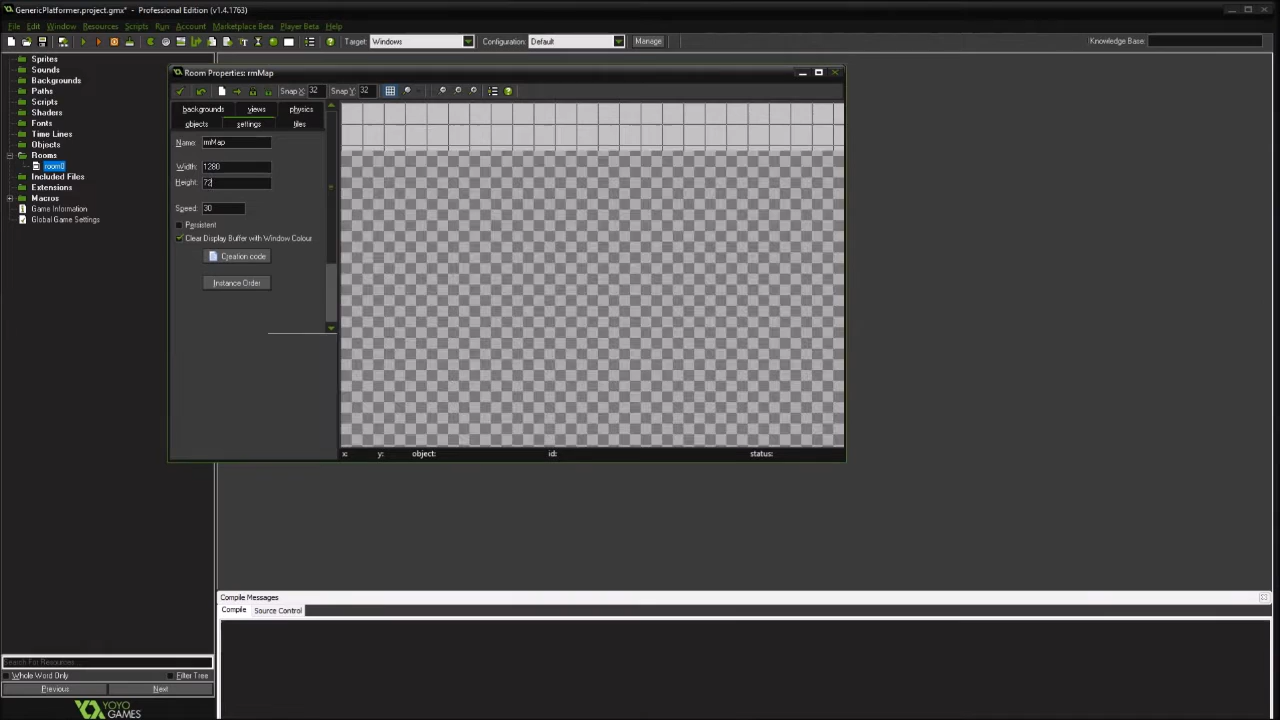 GenericPlatformer.project.gmx* - Professional Edition (v1.4.1763)
File Edit Window Resources Scripts Run Account Marketplace Beta Player Beta Help
Target: Windows Configuration: Default Manage Knowledge Base:
Sprites
Sounds
Backgrounds
Paths
Scripts
Shaders
Fonts
Time Lines
Objects
Rooms
room0
Included Files
Extensions
Macros
Game Information
Global Game Settings
Room Properties: rmMap
Snap X: 32 Snap Y: 32
backgrounds views physics
objects settings tiles
Name: rmMap
Width: 1280
Height: 72
Speed: 30
Persistent
Clear Display Buffer with Window Colour
Creation code
Instance Order
x: y: object: id: status:
Compile Messages
Compile Source Control
Search For Resources
Whole Word Only Filter Tree
Previous Next
YOYO
GAMES